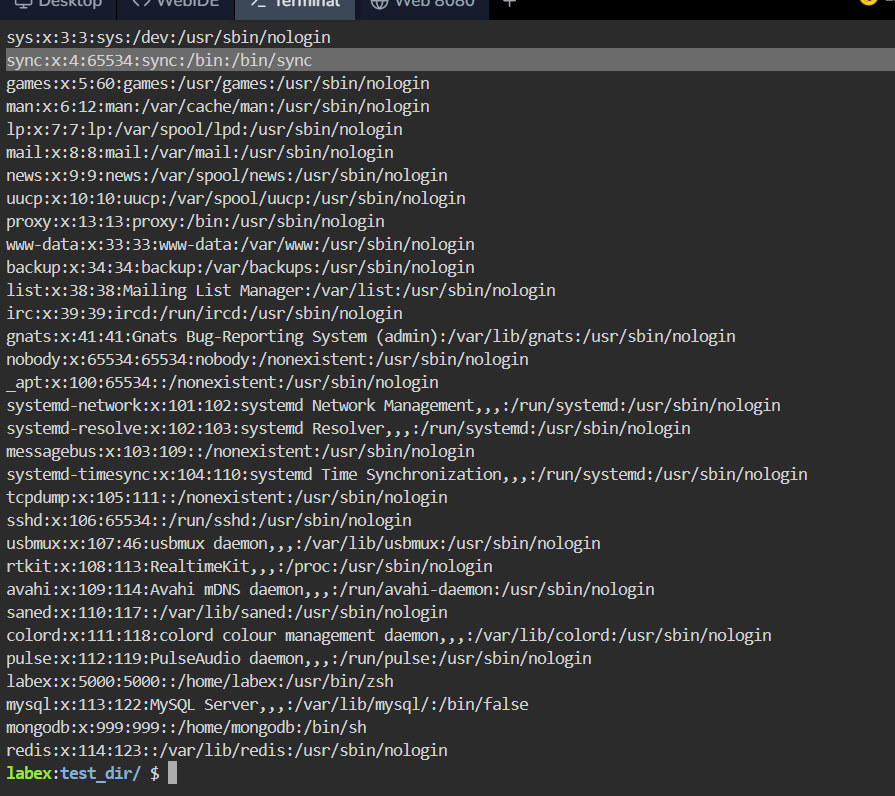 Desktop WebIDE Terminal Web 8080 +
sys:x:3:3:sys:/dev:/usr/sbin/nologin
sync:x:4:65534:sync:/bin:/bin/sync
games:x:5:60:games:/usr/games:/usr/sbin/nologin
man:x:6:12:man:/var/cache/man:/usr/sbin/nologin
lp:x:7:7:lp:/var/spool/lpd:/usr/sbin/nologin
mail:x:8:8:mail:/var/mail:/usr/sbin/nologin
news:x:9:9:news:/var/spool/news:/usr/sbin/nologin
uucp:x:10:10:uucp:/var/spool/uucp:/usr/sbin/nologin
proxy:x:13:13:proxy:/bin:/usr/sbin/nologin
www-data:x:33:33:www-data:/var/www:/usr/sbin/nologin
backup:x:34:34:backup:/var/backups:/usr/sbin/nologin
list:x:38:38:Mailing List Manager:/var/list:/usr/sbin/nologin
irc:x:39:39:ircd:/run/ircd:/usr/sbin/nologin
gnats:x:41:41:Gnats Bug-Reporting System (admin):/var/lib/gnats:/usr/sbin/nologin
nobody:x:65534:65534:nobody:/nonexistent:/usr/sbin/nologin
_apt:x:100:65534::/nonexistent:/usr/sbin/nologin
systemd-network:x:101:102:systemd Network Management,,,:/run/systemd:/usr/sbin/nologin
systemd-resolve:x:102:103:systemd Resolver,,,:/run/systemd:/usr/sbin/nologin
messagebus:x:103:109::/nonexistent:/usr/sbin/nologin
systemd-timesync:x:104:110:systemd Time Synchronization,,,:/run/systemd:/usr/sbin/nologin
tcpdump:x:105:111::/nonexistent:/usr/sbin/nologin
sshd:x:106:65534::/run/sshd:/usr/sbin/nologin
usbmux:x:107:46:usbmux daemon,,,:/var/lib/usbmux:/usr/sbin/nologin
rtkit:x:108:113:RealtimeKit,,,:/proc:/usr/sbin/nologin
avahi:x:109:114:Avahi mDNS daemon,,,:/run/avahi-daemon:/usr/sbin/nologin
saned:x:110:117::/var/lib/saned:/usr/sbin/nologin
colord:x:111:118:colord colour management daemon,,,:/var/lib/colord:/usr/sbin/nologin
pulse:x:112:119:PulseAudio daemon,,,:/run/pulse:/usr/sbin/nologin
labex:x:5000:5000::/home/labex:/usr/bin/zsh
mysql:x:113:122:MySQL Server,,,:/var/lib/mysql/:/bin/false
mongodb:x:999:999::/home/mongodb:/bin/sh
redis:x:114:123::/var/lib/redis:/usr/sbin/nologin
labex:test_dir/ $